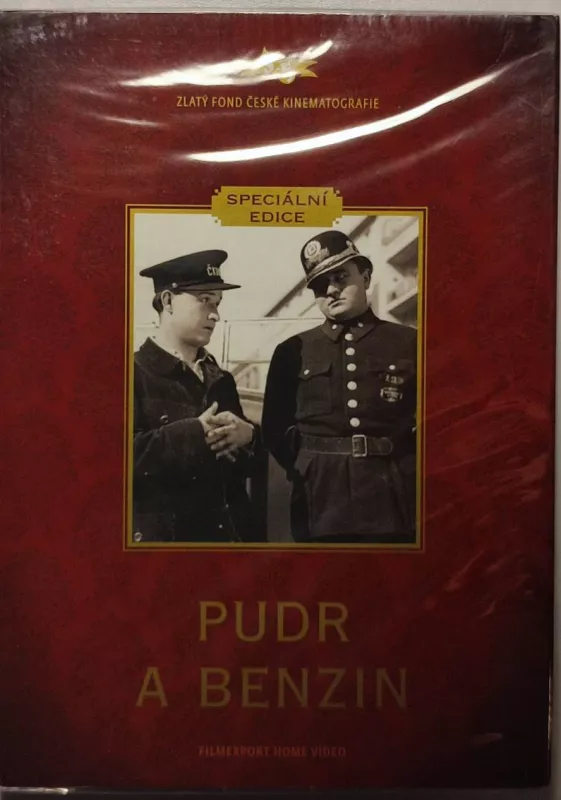 ZLATÝ FOND ČESKÉ KINEMATOGRAFIE
SPECIÁLNÍ
EDICE
PUDR
A BENZIN
FILMEXPORT HOME VIDEO